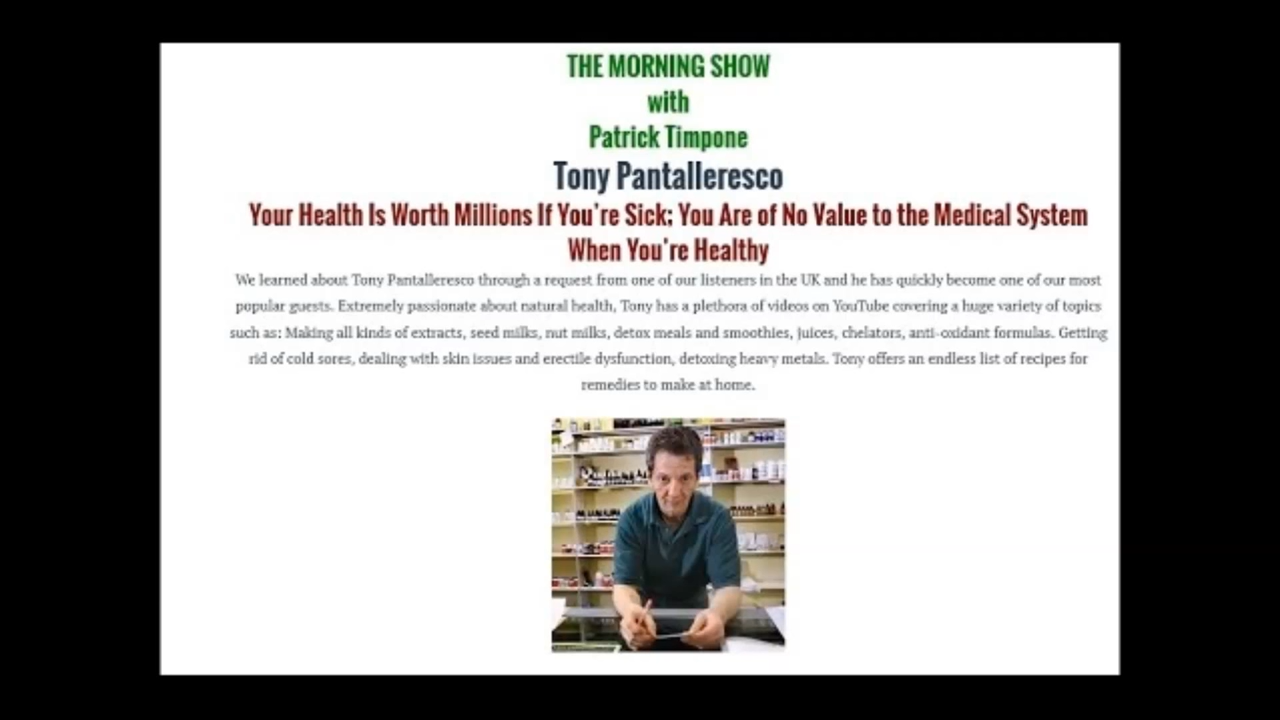 THE MORNING SHOW
with
Patrick Timpone
Tony Pantalleresco
Your Health Is Worth Millions If You're Sick; You Are of No Value to the Medical System
When You're Healthy
We learned about Tony Pantalleresco through a request from one of our listeners in the UK and he has quickly become one of our most
popular guests. Extremely passionate about natural health, Tony has a plethora of videos on YouTube covering a huge variety of topics
such as: Making all kinds of extracts, seed milks, nut milks, detox meals and smoothies, juices, chelators, anti-oxidant formulas. Getting
rid of cold sores, dealing with skin issues and erectile dysfunction, detoxing heavy metals. Tony offers an endless list of recipes for
remedies to make at home.